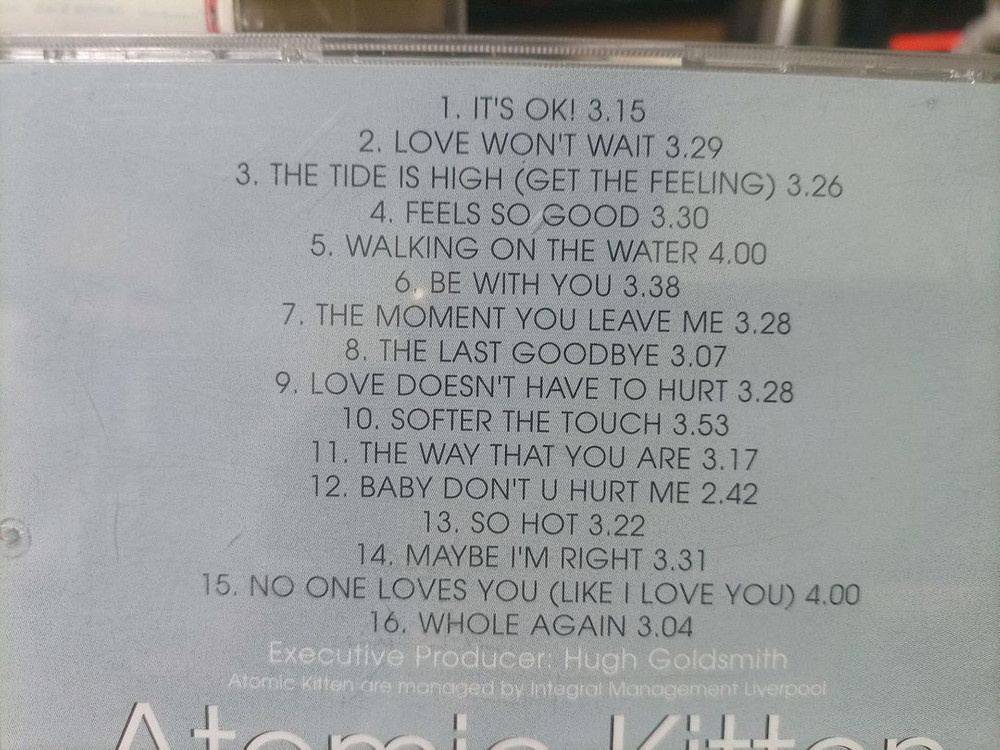 1. IT'S OK! 3.15
2. LOVE WON'T WAIT 3.29
3. THE TIDE IS HIGH (GET THE FEELING) 3.26
4. FEELS SO GOOD 3.30
5. WALKING ON THE WATER 4.00
6. BE WITH YOU 3.38
7. THE MOMENT YOU LEAVE ME 3.28
8. THE LAST GOODBYE 3.07
9. LOVE DOESN'T HAVE TO HURT 3.28
10. SOFTER THE TOUCH 3.53
11. THE WAY THAT YOU ARE 3.17
12. BABY DON'T U HURT ME 2.42
13. SO HOT 3.22
14. MAYBE I'M RIGHT 3.31
15. NO ONE LOVES YOU (LIKE I LOVE YOU) 4.00
16. WHOLE AGAIN 3.04
Executive Producer: Hugh Goldsmith
Atomic Kitten are managed by Integral Management Liverpool
Atomic Kitten